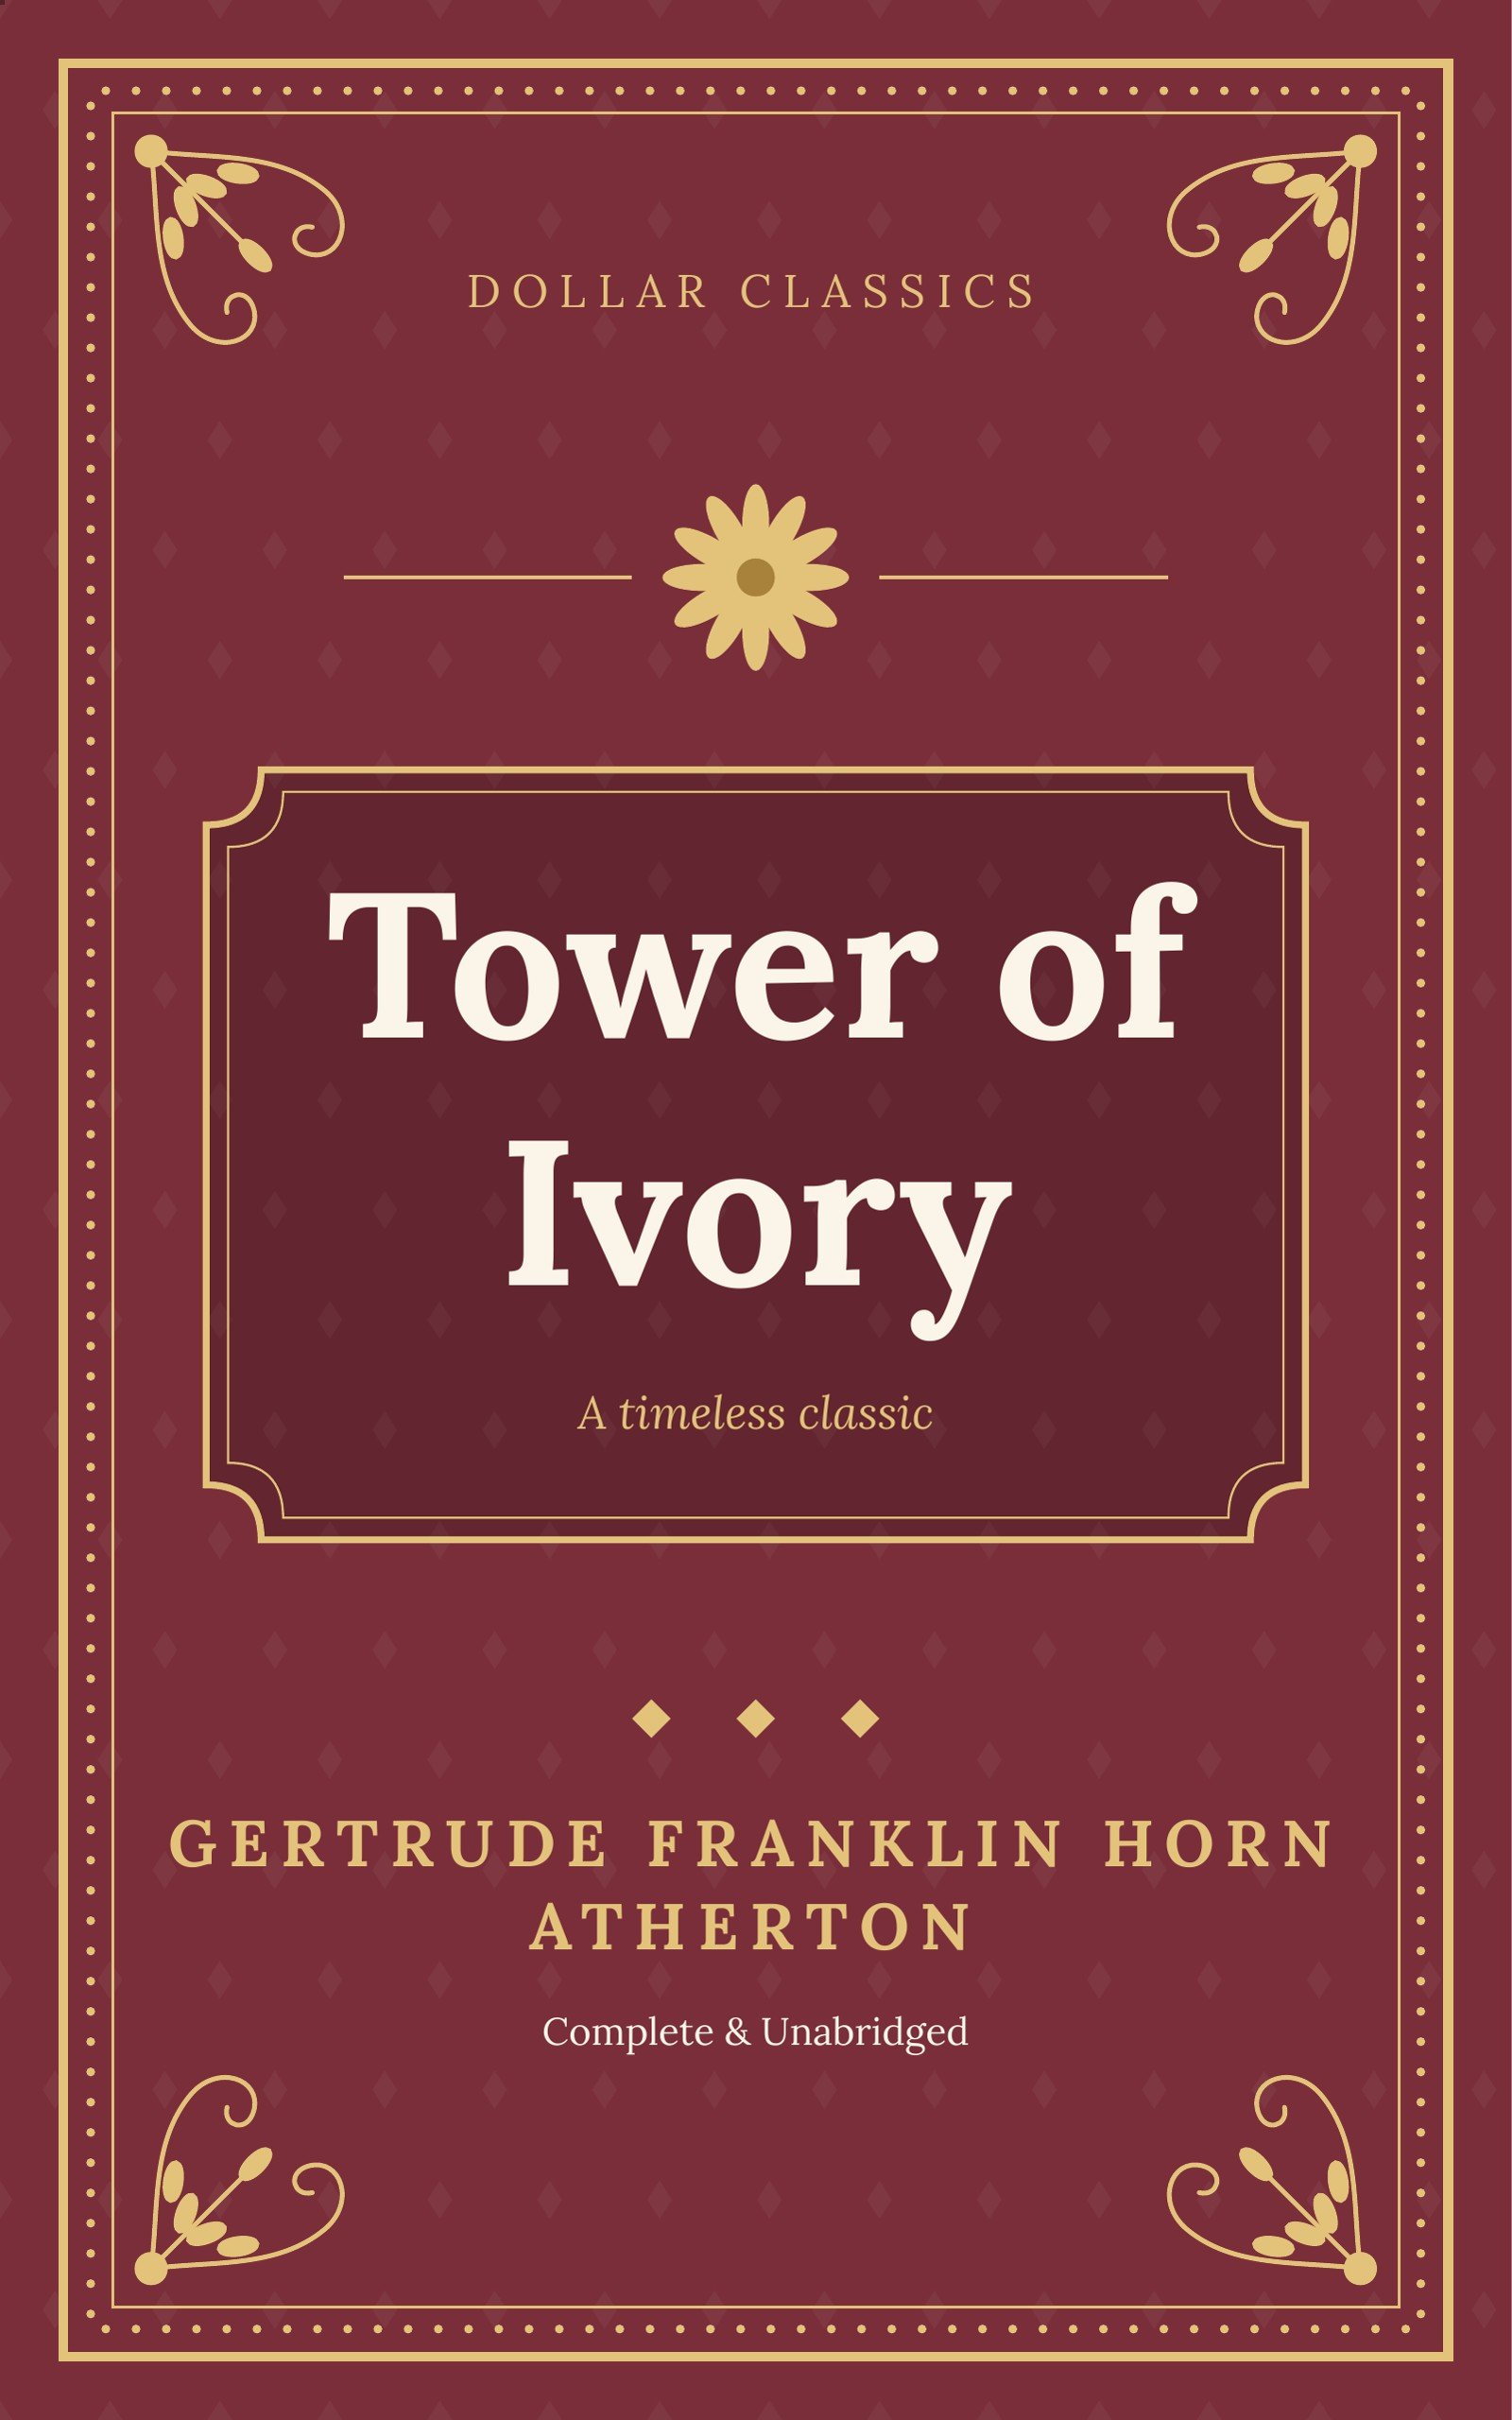 DOLLAR CLASSICS
Tower of
Ivory
A timeless classic
GERTRUDE FRANKLIN HORN
ATHERTON
Complete & Unabridged